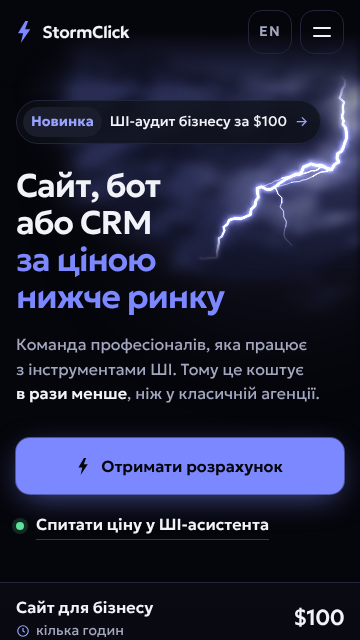 StormClick
EN
Новинка ШІ-аудит бізнесу за $100 →
Сайт, бот
або CRM
за ціною
нижче ринку
Команда професіоналів, яка працює
з інструментами ШІ. Тому це коштує
в рази менше, ніж у класичній агенції.
Отримати розрахунок
Спитати ціну у ШІ-асистента
Сайт для бізнесу
$100
кілька годин